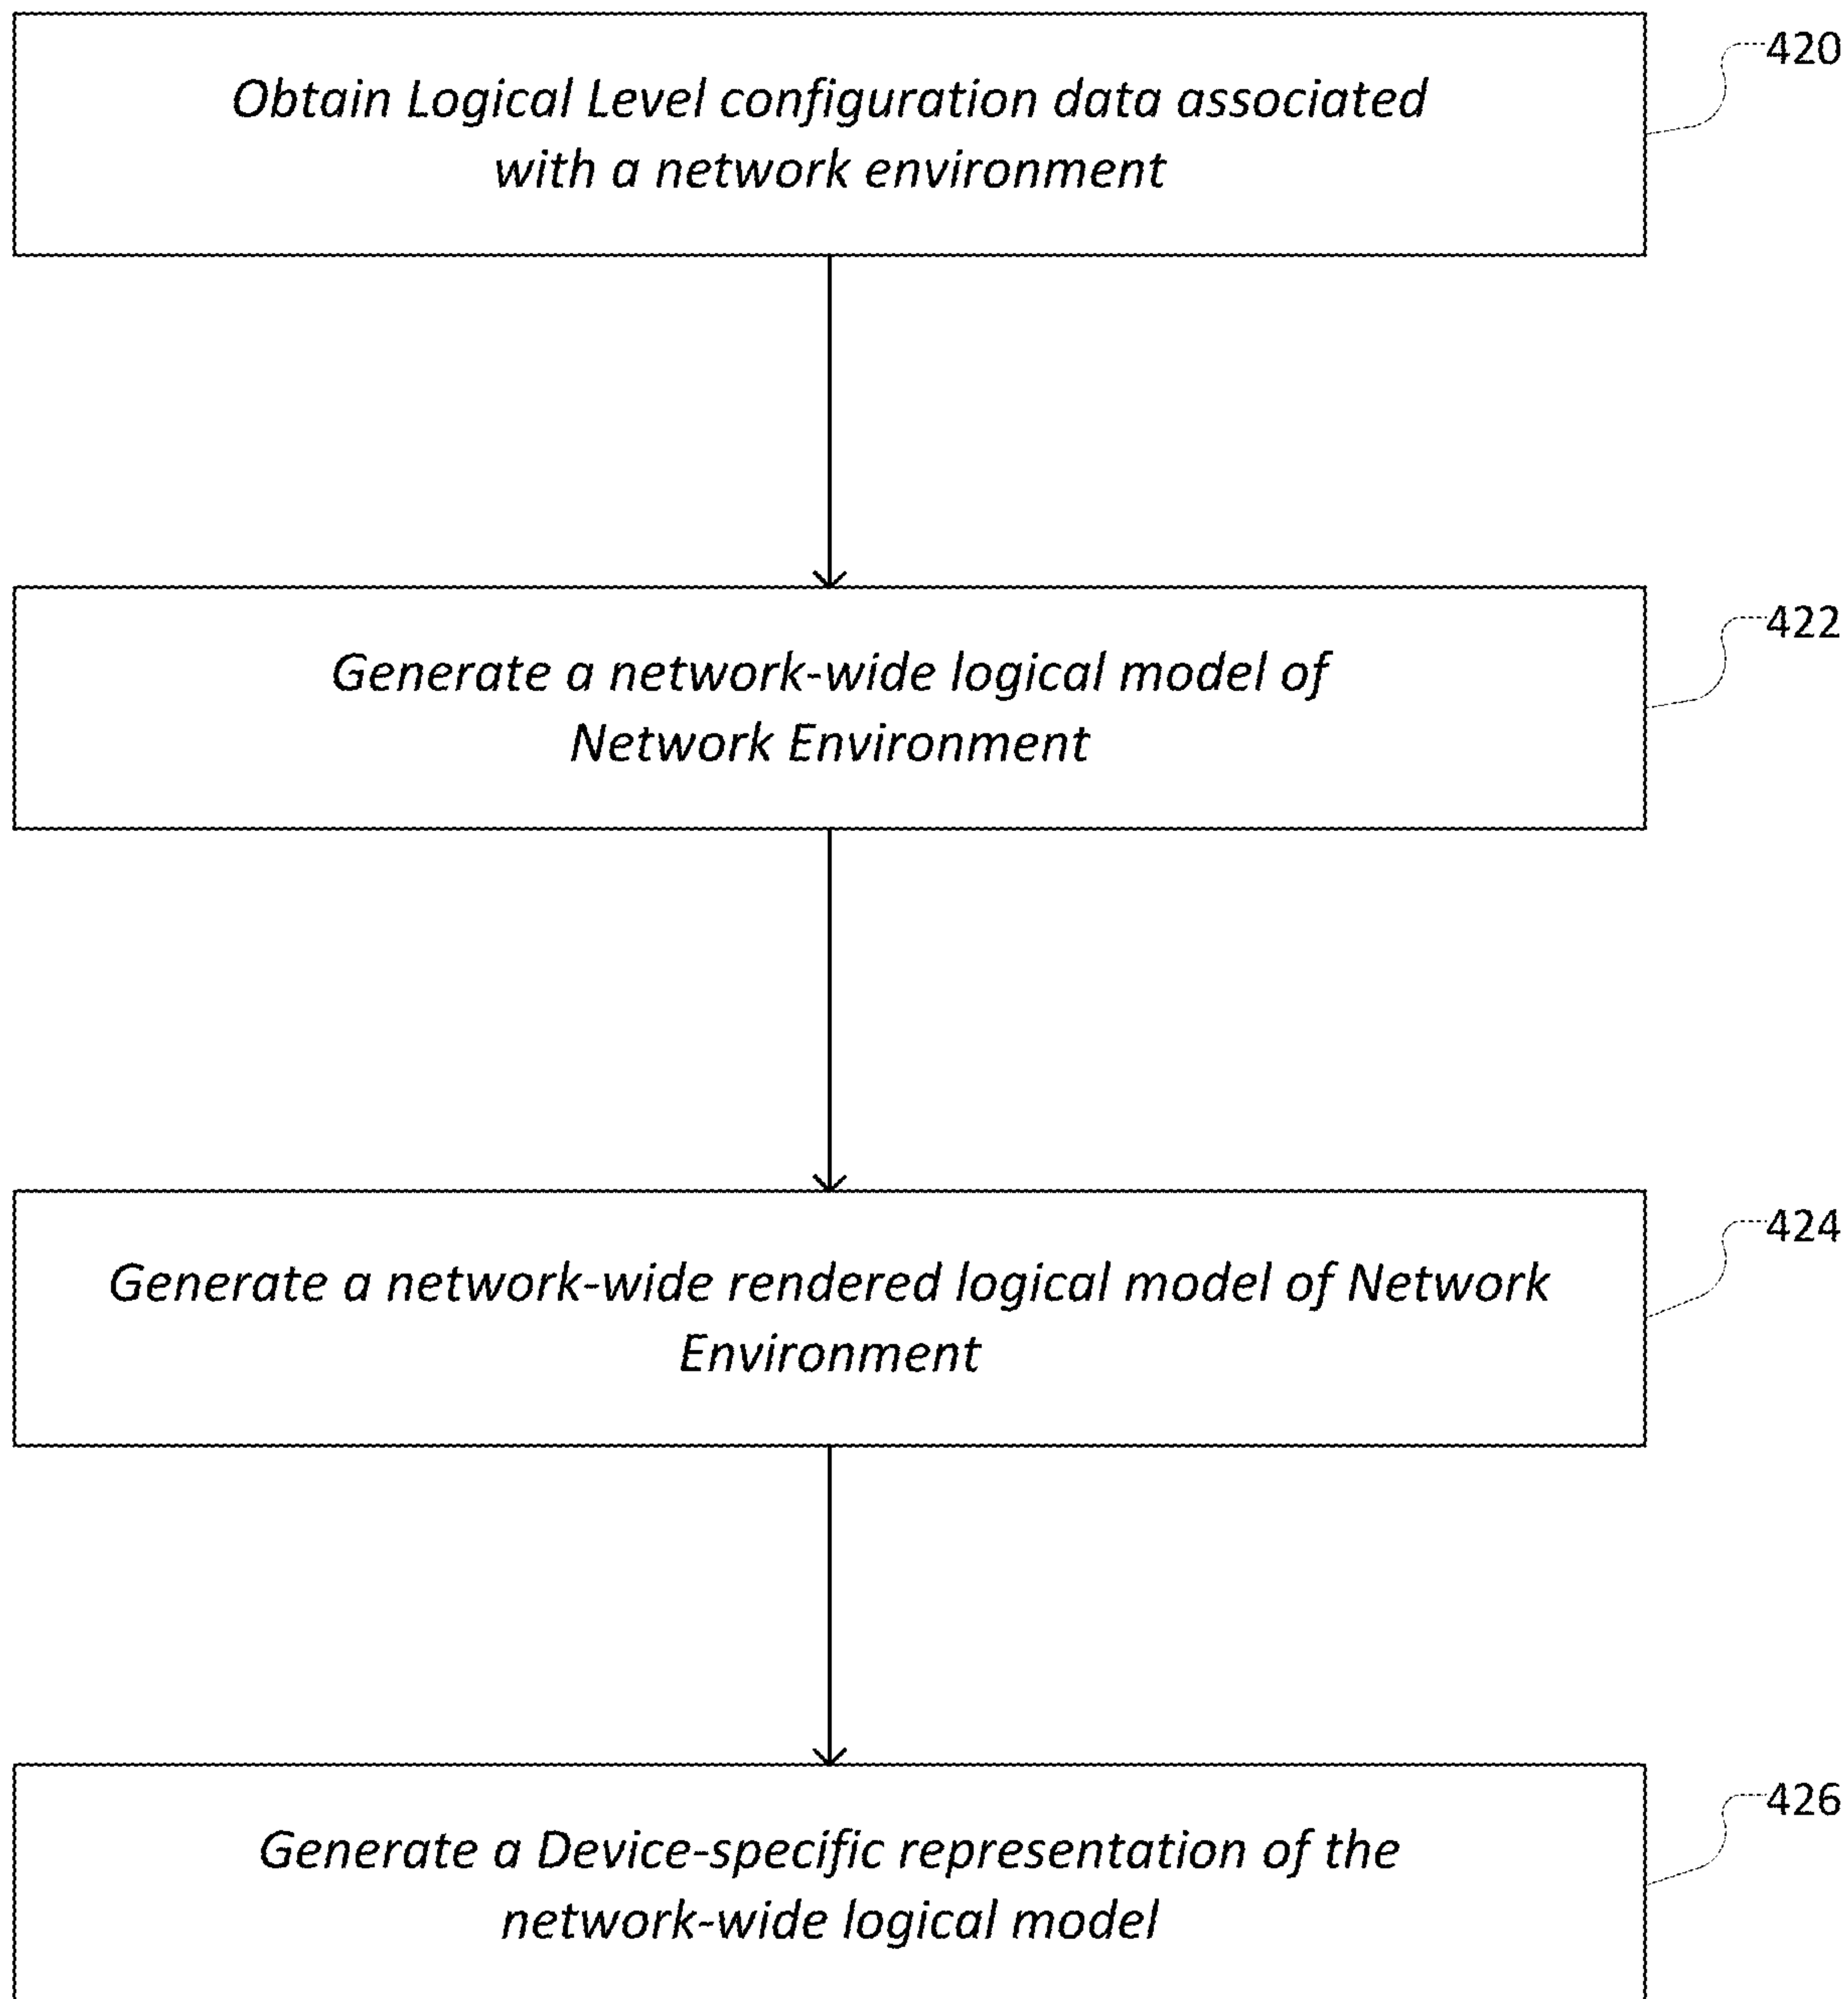 Obtain Logical Level configuration data associated
with a network environment
420
Generate a network-wide logical model of
Network Environment
422
Generate a network-wide rendered logical model of Network
Environment
424
Generate a Device-specific representation of the
network-wide logical model
426